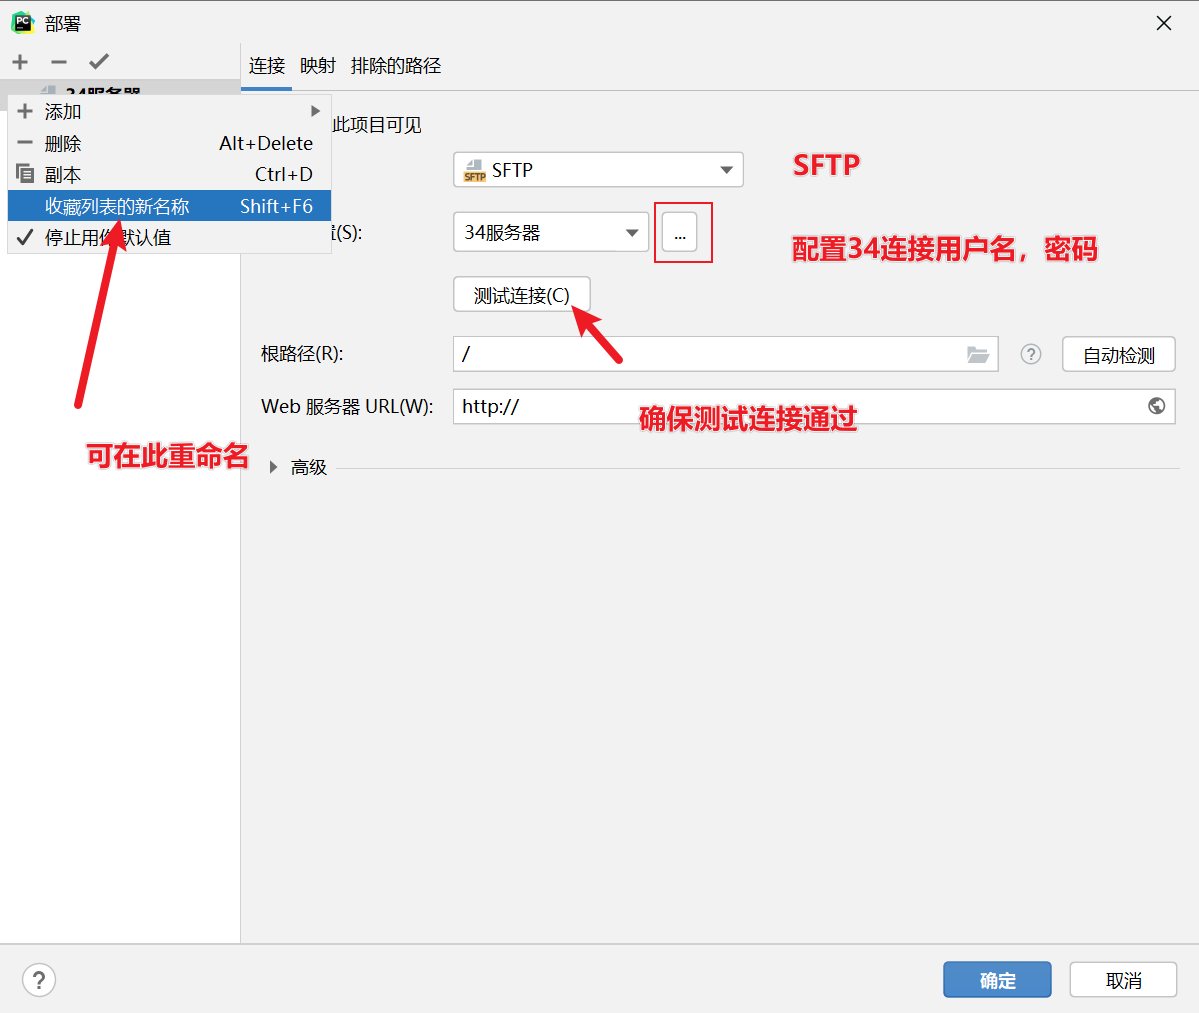 部署
连接 映射 排除的路径
34服务器
添加
此项目可见
删除 Alt+Delete
副本 Ctrl+D
SFTP SFTP
SFTP
收藏列表的新名称 Shift+F6
停止用作默认值
(S): 34服务器 ...
配置34连接用户名，密码
测试连接(C)
根路径(R): / ? 自动检测
Web 服务器 URL(W): http://
确保测试连接通过
可在此重命名
高级
? 确定 取消